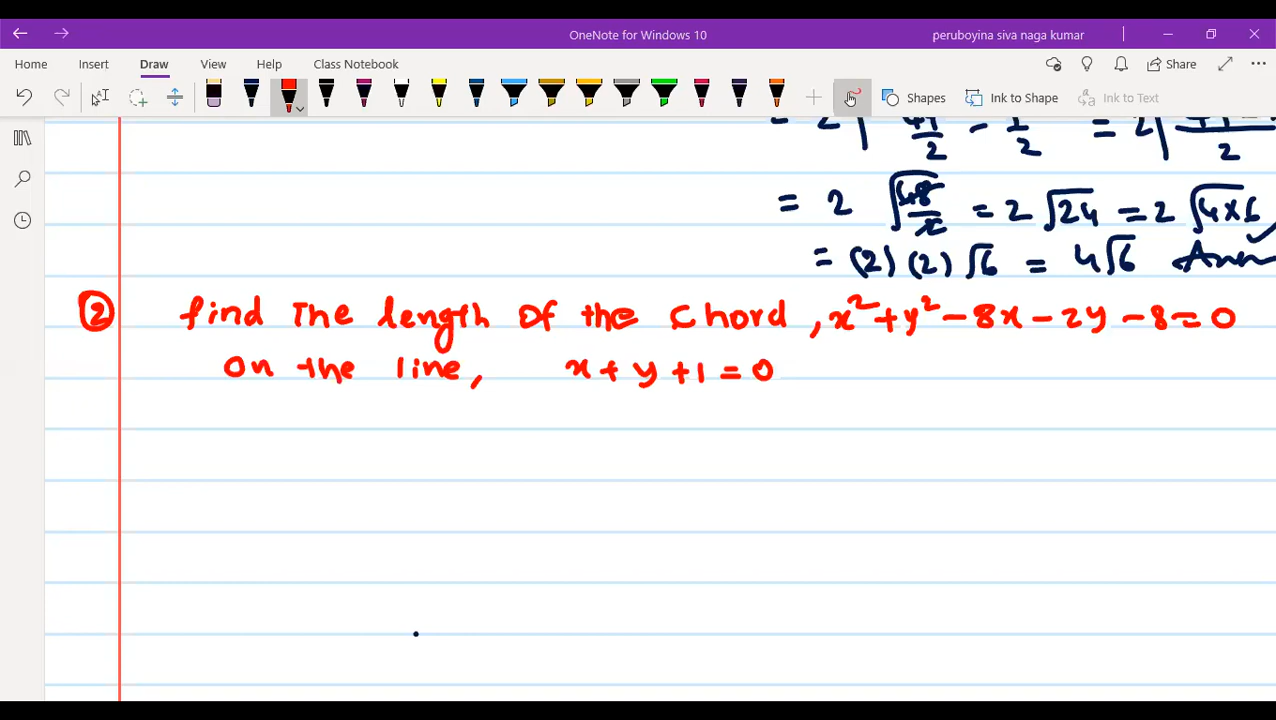 OneNote for Windows 10
peruboyina siva naga kumar
Home Insert Draw View Help Class Notebook
Share
Shapes Ink to Shape Ink to Text
= 2 √24 = 2 √4×6
= (2) (2) √6 = 4√6
② find The length of the Chord , x² + y² - 8x - 2y - 8 = 0
on the line, x + y + 1 = 0